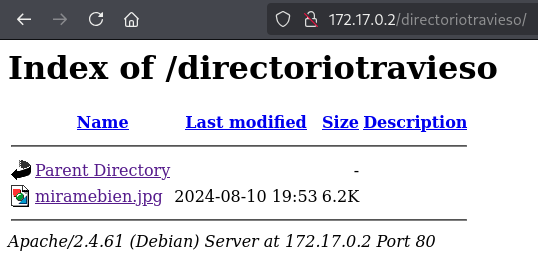 172.17.0.2/directoriotravieso/
Index of /directoriotravieso
Name Last modified Size Description
Parent Directory -
miramebien.jpg 2024-08-10 19:53 6.2K
Apache/2.4.61 (Debian) Server at 172.17.0.2 Port 80